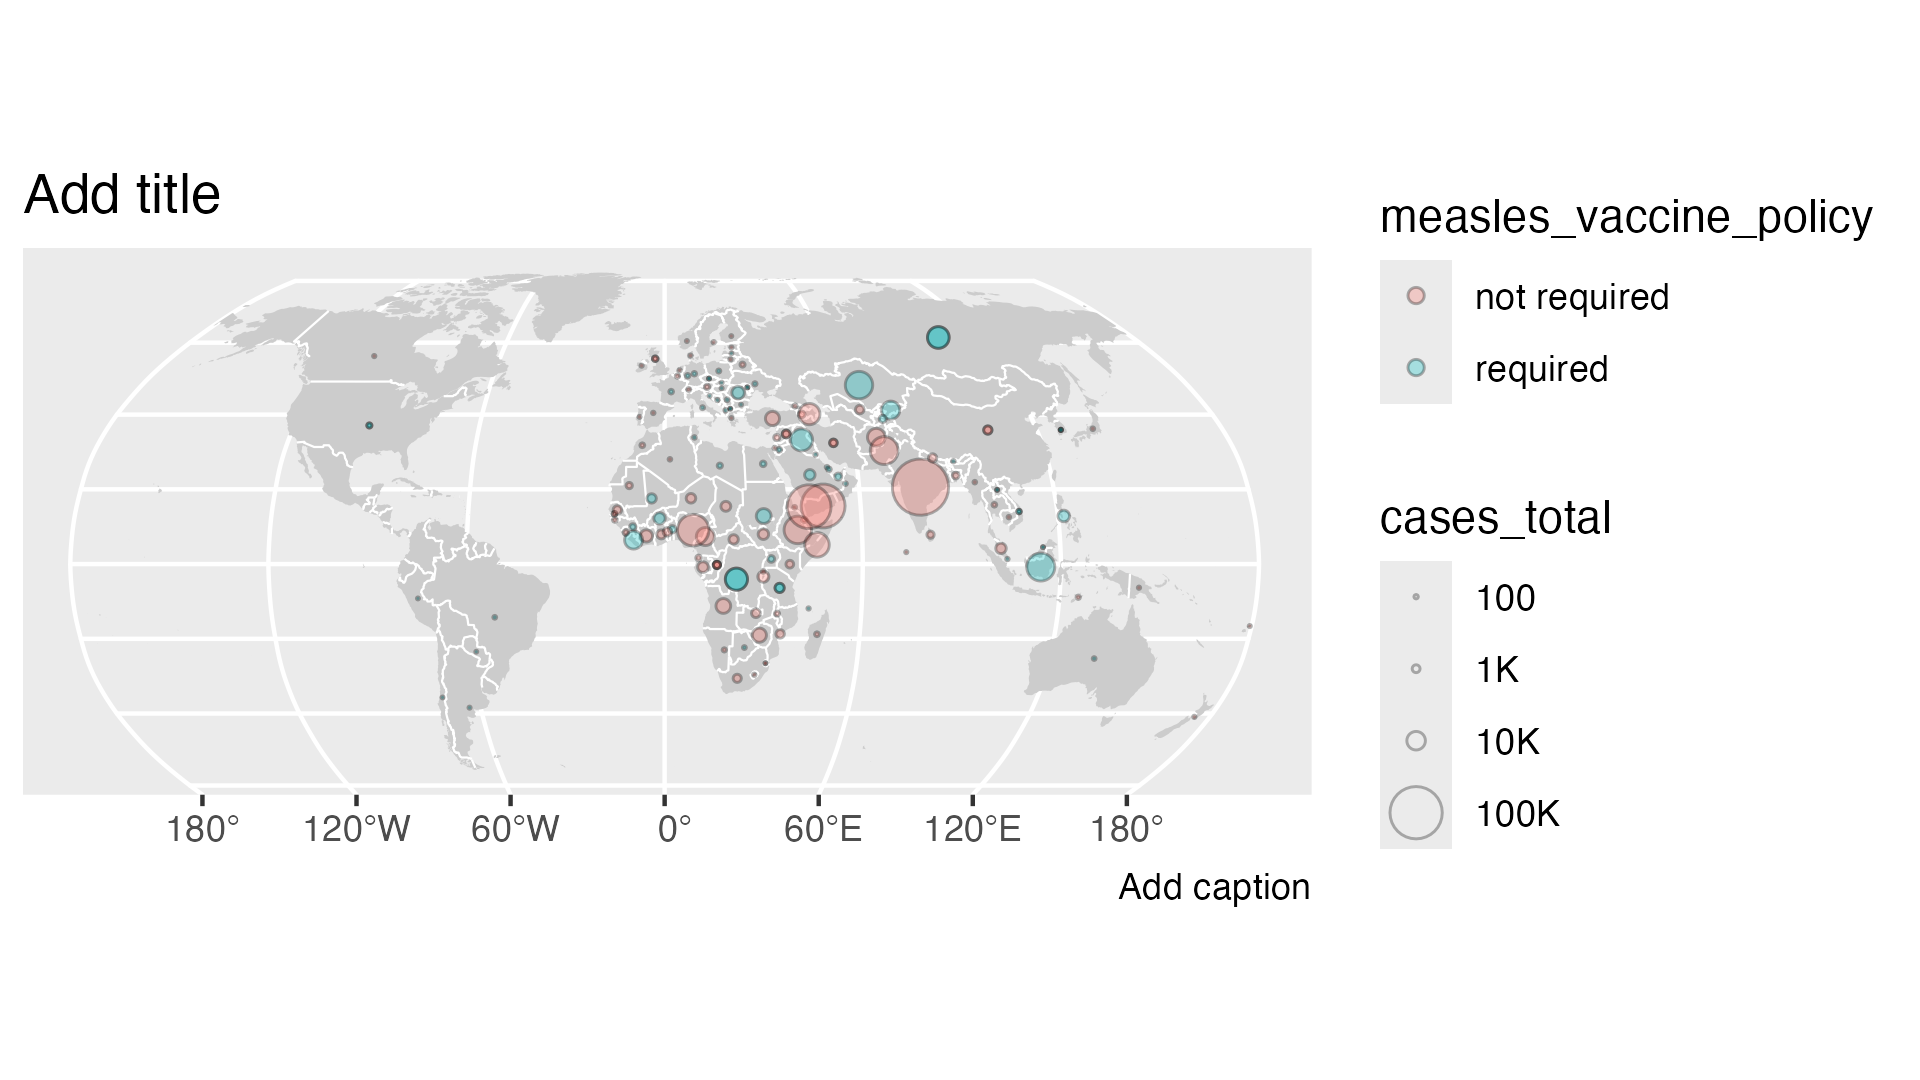 Add title
180°
120°W
60°W
0°
60°E
120°E
180°
Add caption
measles_vaccine_policy
not required
required
cases_total
100
1K
10K
100K